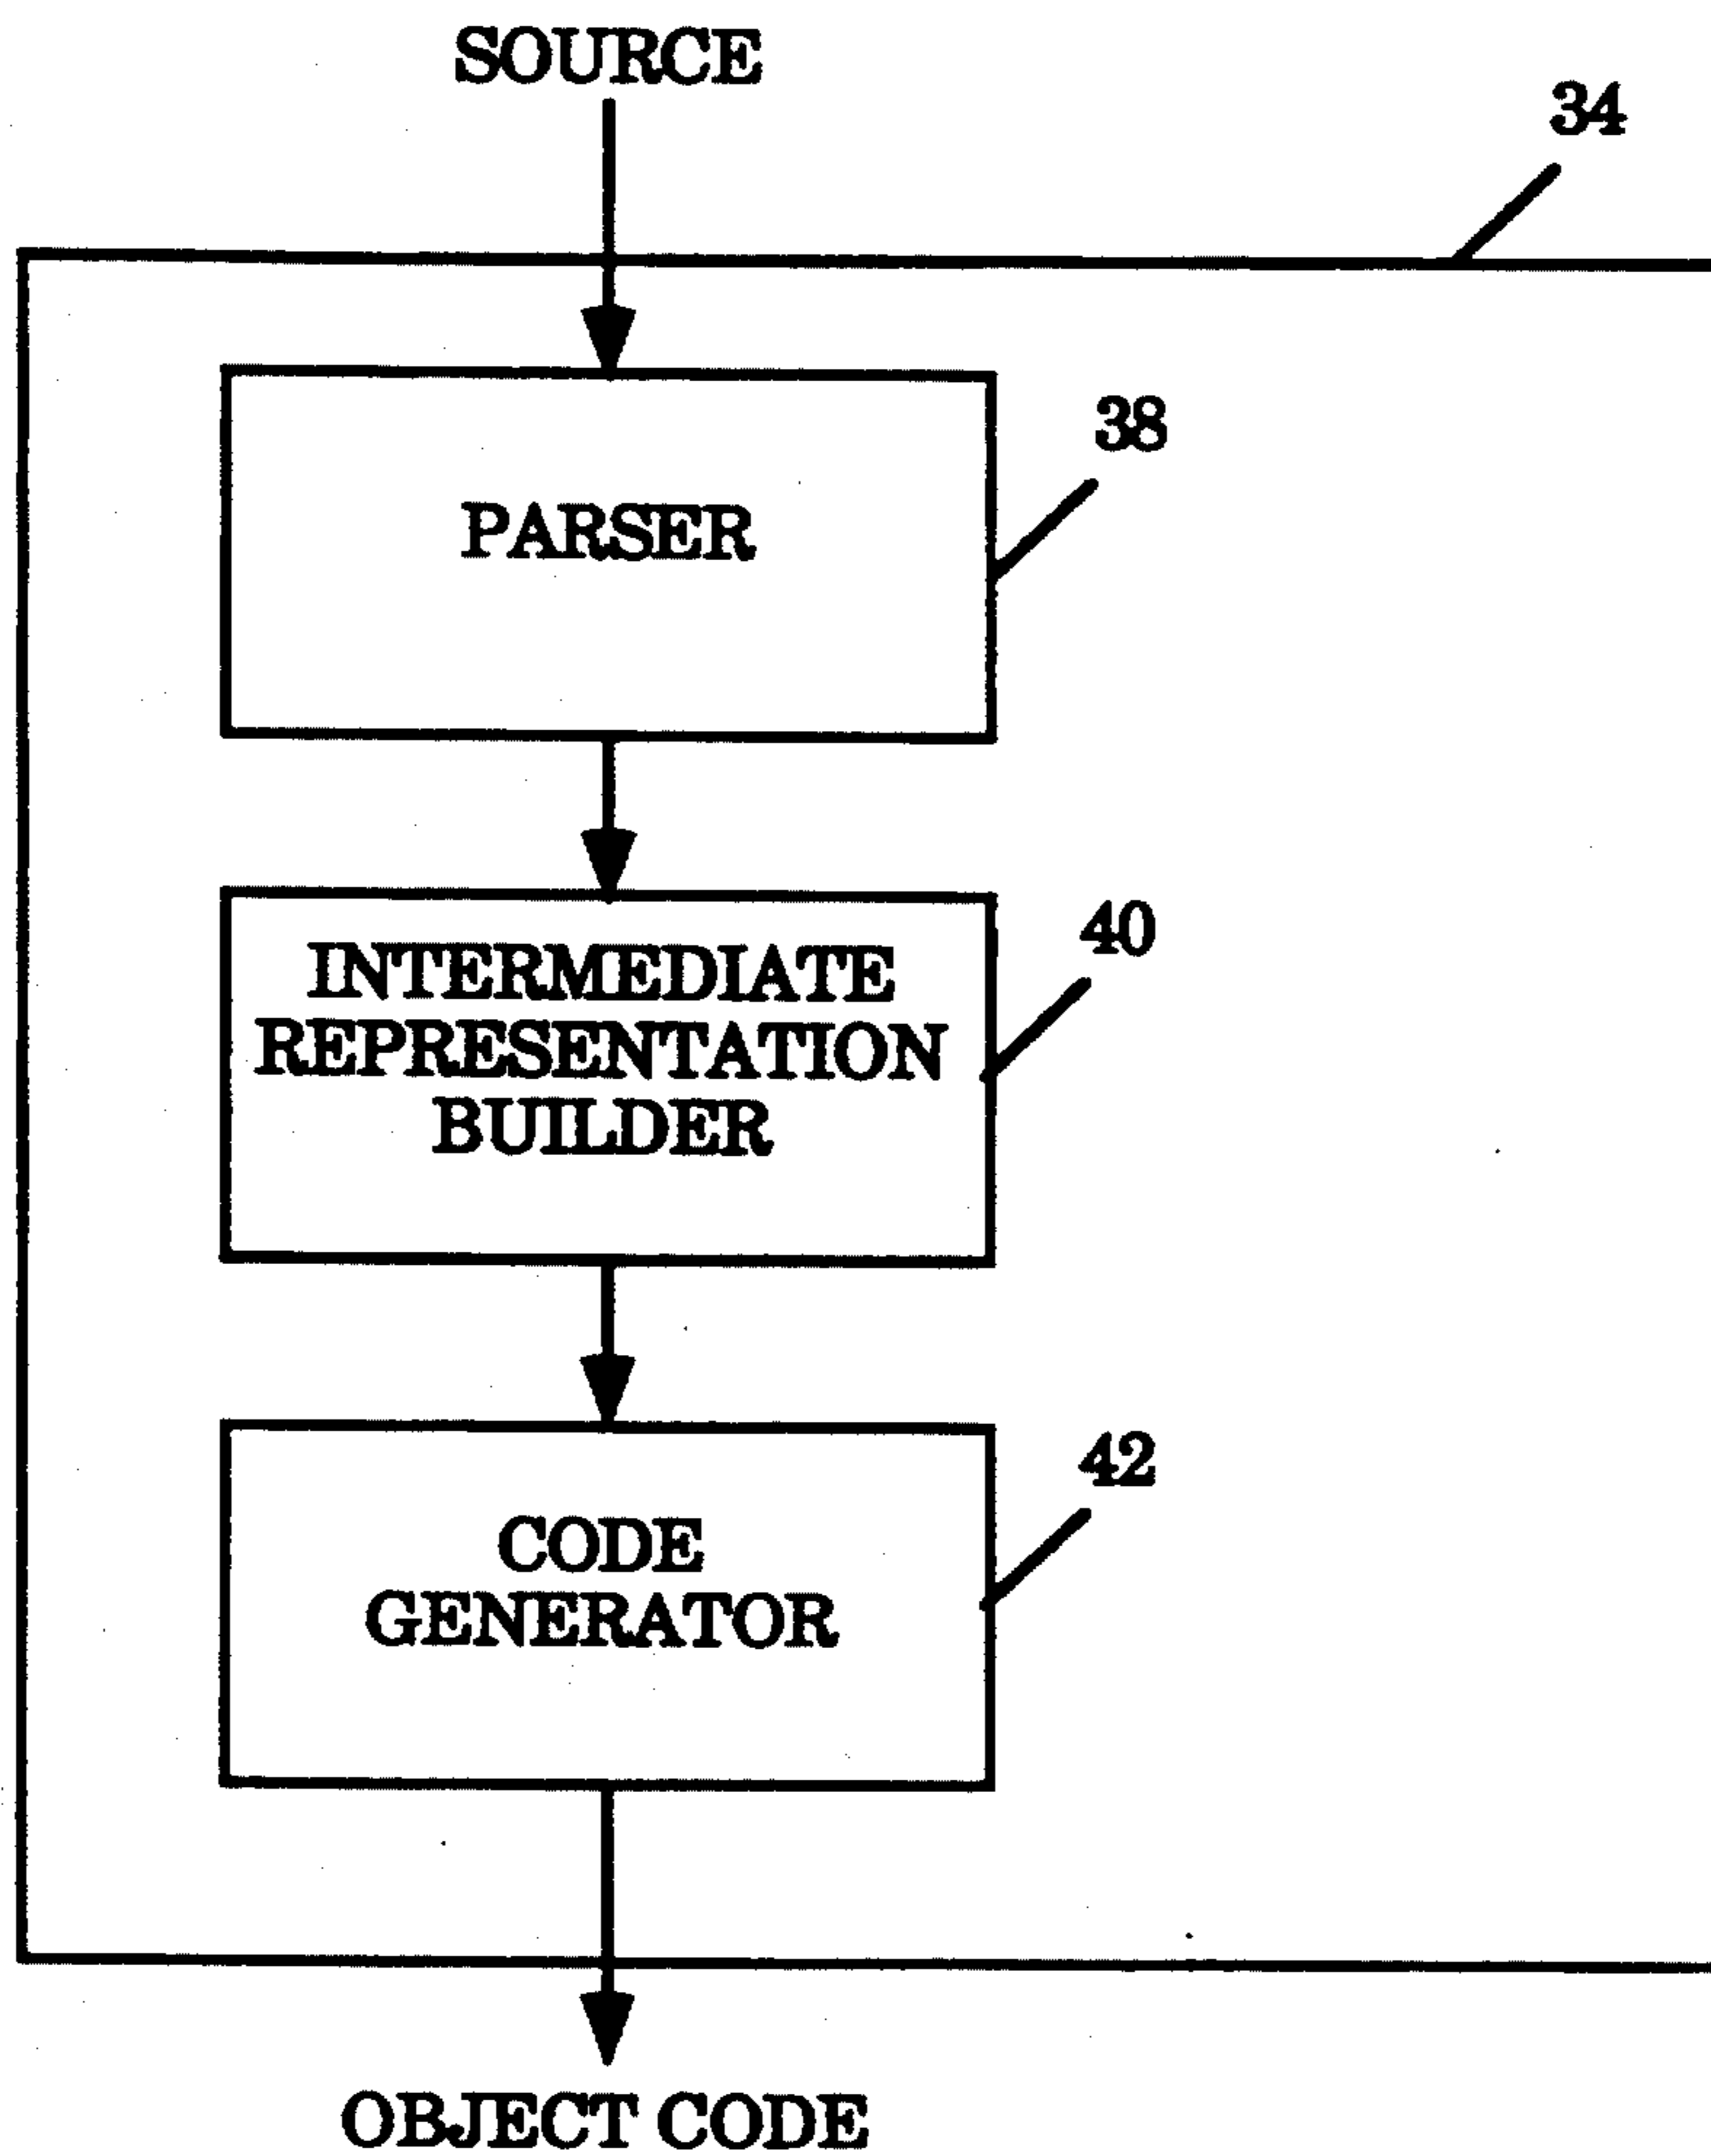 SOURCE
34
PARSER
38
INTERMEDIATE
REPRESENTATION
BUILDER
40
CODE
GENERATOR
42
OBJECT CODE